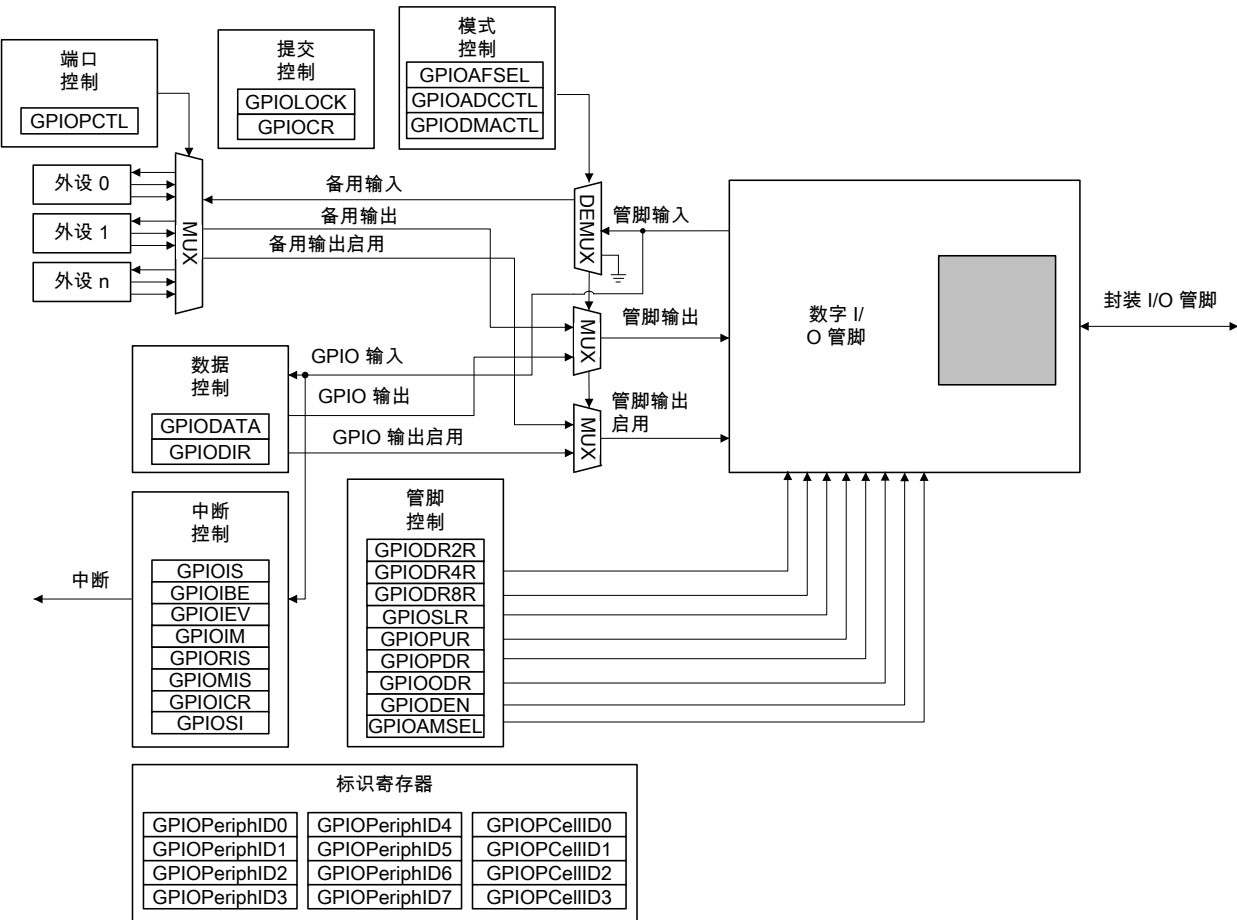 模式
控制
GPIOAFSEL
GPIOADCCTL
GPIODMACTL
提交
控制
GPIOLOCK
GPIOCR
端口
控制
GPIOPCTL
外设 0
外设 1
外设 n
MUX
备用输入
备用输出
备用输出启用
DEMUX
管脚输入
MUX
管脚输出
MUX
管脚输出
启用
数字 I/
O 管脚
封装 I/O 管脚
数据
控制
GPIODATA
GPIODIR
GPIO 输入
GPIO 输出
GPIO 输出启用
中断
中断
控制
GPIOIS
GPIOIBE
GPIOIEV
GPIOIM
GPIORIS
GPIOMIS
GPIOICR
GPIOSI
管脚
控制
GPIODR2R
GPIODR4R
GPIODR8R
GPIOSLR
GPIOPUR
GPIOPDR
GPIOODR
GPIODEN
GPIOAMSEL
标识寄存器
GPIOPeriphID0
GPIOPeriphID1
GPIOPeriphID2
GPIOPeriphID3
GPIOPeriphID4
GPIOPeriphID5
GPIOPeriphID6
GPIOPeriphID7
GPIOPCellID0
GPIOPCellID1
GPIOPCellID2
GPIOPCellID3